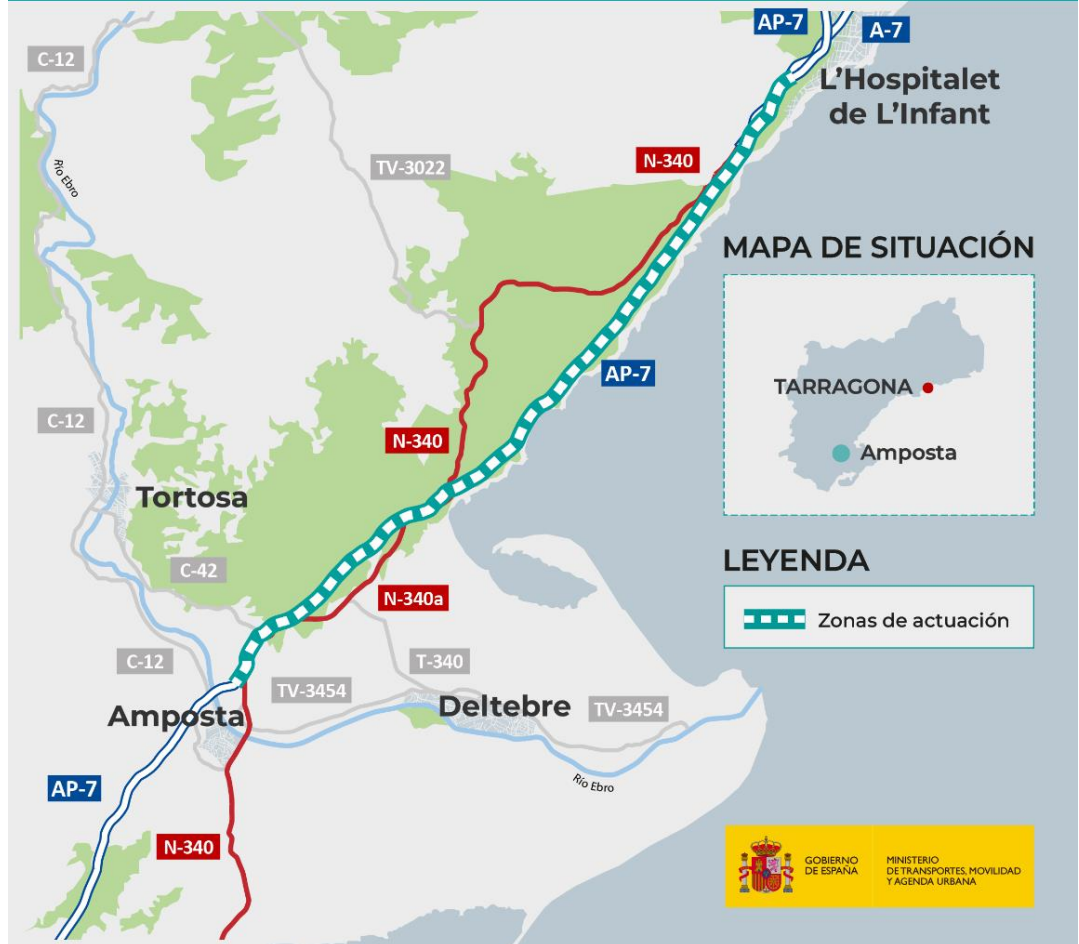 AP-7
A-7
C-12
L'Hospitalet
de L'Infant
Río Ebro
TV-3022
N-340
MAPA DE SITUACIÓN
TARRAGONA
Amposta
AP-7
C-12
N-340
Tortosa
LEYENDA
Zonas de actuación
C-42
N-340a
C-12
T-340
TV-3454
Deltebre
TV-3454
Amposta
AP-7
Río Ebro
N-340
GOBIERNO
DE ESPAÑA
MINISTERIO
DE TRANSPORTES, MOVILIDAD
Y AGENDA URBANA